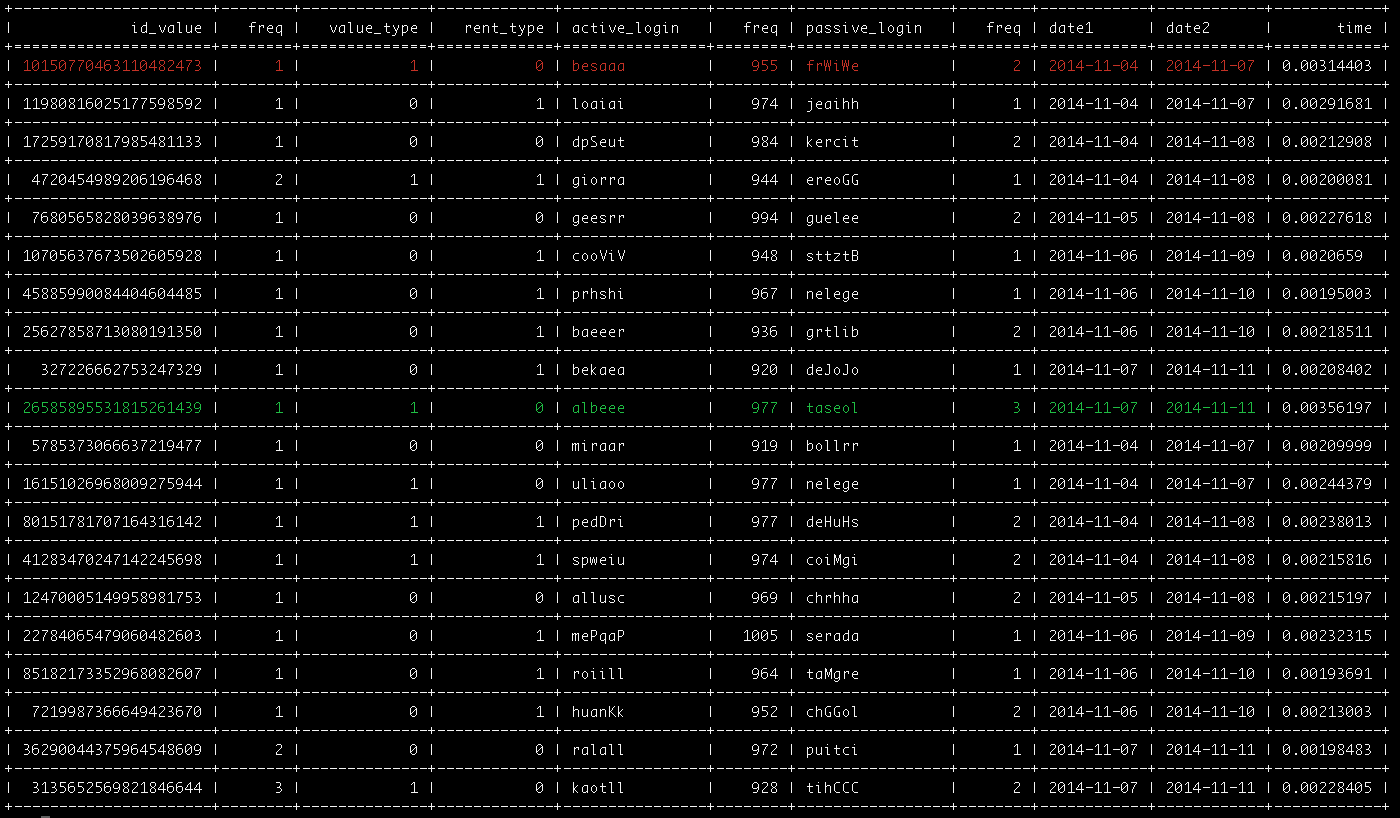 | id_value | freq | value_type | rent_type | active_login | freq | passive_login | freq | date1 | date2 | time |
| 10150770463110482473 | 1 | 1 | 0 | besaaa | 955 | frWiWe | 2 | 2014-11-04 | 2014-11-07 | 0.00314403 |
| 11980816025177598592 | 1 | 0 | 1 | loaiai | 974 | jeaihh | 1 | 2014-11-04 | 2014-11-07 | 0.00291681 |
| 17259170817985481133 | 1 | 0 | 0 | dpSeut | 984 | kercit | 2 | 2014-11-04 | 2014-11-08 | 0.00212908 |
| 4720454989206196468 | 2 | 1 | 1 | giorra | 944 | ereoGG | 1 | 2014-11-04 | 2014-11-08 | 0.00200081 |
| 7680565828039638976 | 1 | 0 | 0 | geesrr | 994 | guelee | 2 | 2014-11-05 | 2014-11-08 | 0.00227618 |
| 10705637673502605928 | 1 | 0 | 1 | cooViV | 948 | sttztB | 1 | 2014-11-06 | 2014-11-09 | 0.0020659 |
| 45885990084404604485 | 1 | 0 | 1 | prhshi | 967 | nelege | 1 | 2014-11-06 | 2014-11-10 | 0.00195003 |
| 25627858713080191350 | 1 | 0 | 1 | baeeer | 936 | grtlib | 2 | 2014-11-06 | 2014-11-10 | 0.00218511 |
| 327226662753247329 | 1 | 0 | 1 | bekaea | 920 | deJoJo | 1 | 2014-11-07 | 2014-11-11 | 0.00208402 |
| 26585895531815261439 | 1 | 1 | 0 | albeee | 977 | taseol | 3 | 2014-11-07 | 2014-11-11 | 0.00356197 |
| 5785373066637219477 | 1 | 0 | 0 | miraar | 919 | bollrr | 1 | 2014-11-04 | 2014-11-07 | 0.00209999 |
| 16151026968009275944 | 1 | 1 | 0 | uliaoo | 977 | nelege | 1 | 2014-11-04 | 2014-11-07 | 0.00244379 |
| 80151781707164316142 | 1 | 1 | 1 | pedDri | 977 | deHuHs | 2 | 2014-11-04 | 2014-11-08 | 0.00238013 |
| 41283470247142245698 | 1 | 1 | 1 | spweiu | 974 | coiMgi | 2 | 2014-11-04 | 2014-11-08 | 0.00215816 |
| 1247000514995898​1753 | 1 | 0 | 0 | allusc | 969 | chrhha | 2 | 2014-11-05 | 2014-11-08 | 0.00215197 |
| 22784065479060482603 | 1 | 0 | 1 | mePqaP | 1005 | serada | 1 | 2014-11-06 | 2014-11-09 | 0.00232315 |
| 85182173352968082607 | 1 | 0 | 1 | roiill | 964 | taMgre | 1 | 2014-11-06 | 2014-11-10 | 0.00193691 |
| 7219987366649423670 | 1 | 0 | 1 | huanKk | 952 | chGGol | 2 | 2014-11-06 | 2014-11-10 | 0.00213003 |
| 36290044375964548609 | 2 | 0 | 0 | ralall | 972 | puitci | 1 | 2014-11-07 | 2014-11-11 | 0.00198483 |
| 3135652569821846644 | 3 | 1 | 0 | kaotll | 928 | tihCCC | 2 | 2014-11-07 | 2014-11-11 | 0.00228405 |